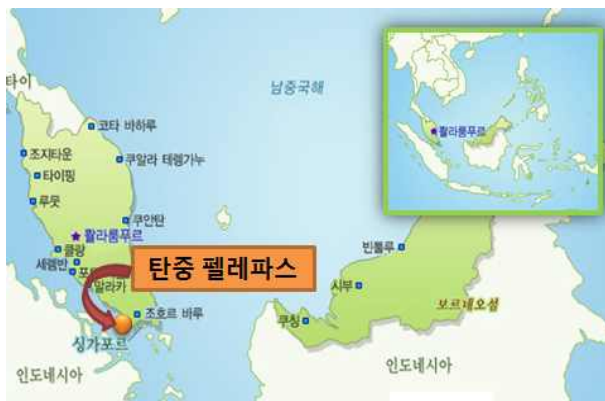 타이
남중국해
코타 바하루
조지타운
쿠알라 테렝가누
타이핑
루뭇
쿠안탄
콸라룸푸르
클랑
세렘반
포트
말라카
탄중 펠레파스
조호르 바루
싱가포르
인도네시아
빈툴루
시부
쿠칭
보르네오섬
인도네시아
콸라룸푸르